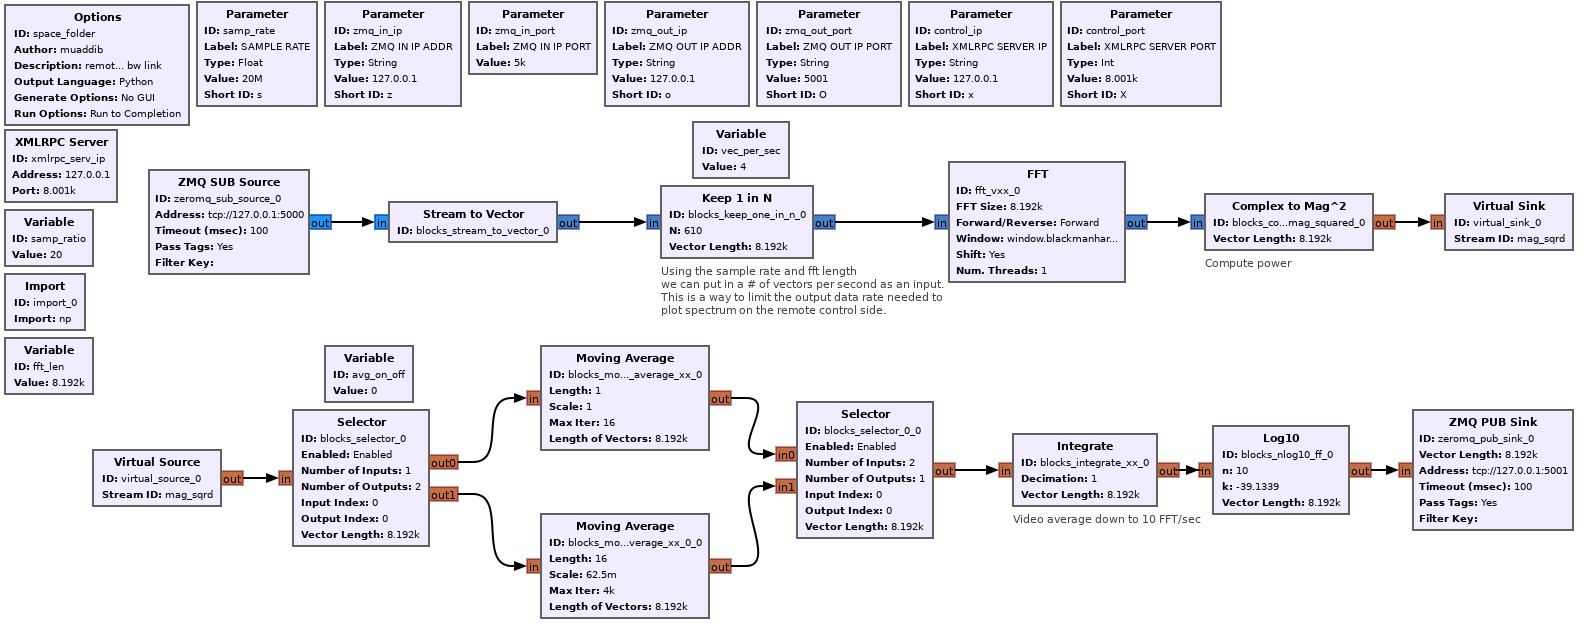 Options
ID: space_folder
Author: muaddib
Description: remot... bw link
Output Language: Python
Generate Options: No GUI
Run Options: Run to Completion
Parameter
ID: samp_rate
Label: SAMPLE RATE
Type: Float
Value: 20M
Short ID: s
Parameter
ID: zmq_in_ip
Label: ZMQ IN IP ADDR
Type: String
Value: 127.0.0.1
Short ID: z
Parameter
ID: zmq_in_port
Label: ZMQ IN IP PORT
Value: 5k
Parameter
ID: zmq_out_ip
Label: ZMQ OUT IP ADDR
Type: String
Value: 127.0.0.1
Short ID: o
Parameter
ID: zmq_out_port
Label: ZMQ OUT IP PORT
Type: String
Value: 5001
Short ID: O
Parameter
ID: control_ip
Label: XMLRPC SERVER IP
Type: String
Value: 127.0.0.1
Short ID: x
Parameter
ID: control_port
Label: XMLRPC SERVER PORT
Type: Int
Value: 8.001k
Short ID: X
XMLRPC Server
ID: xmlrpc_serv_ip
Address: 127.0.0.1
Port: 8.001k
Variable
ID: samp_ratio
Value: 20
Import
ID: import_0
Import: np
Variable
ID: fft_len
Value: 8.192k
ZMQ SUB Source
ID: zeromq_sub_source_0
Address: tcp://127.0.0.1:5000
Timeout (msec): 100
Pass Tags: Yes
Filter Key:
out
in
Stream to Vector
ID: blocks_stream_to_vector_0
out
Variable
ID: vec_per_sec
Value: 4
in
Keep 1 in N
ID: blocks_keep_one_in_n_0
N: 610
Vector Length: 8.192k
out
Using the sample rate and fft length
we can put in a # of vectors per second as an input.
This is a way to limit the output data rate needed to
plot spectrum on the remote control side.
in
FFT
ID: fft_vxx_0
FFT Size: 8.192k
Forward/Reverse: Forward
Window: window.blackmanhar...
Shift: Yes
Num. Threads: 1
out
in
Complex to Mag^2
ID: blocks_co...mag_squared_0
Vector Length: 8.192k
out
Compute power
in
Virtual Sink
ID: virtual_sink_0
Stream ID: mag_sqrd
Virtual Source
ID: virtual_source_0
Stream ID: mag_sqrd
out
Variable
ID: avg_on_off
Value: 0
in
Selector
ID: blocks_selector_0
Enabled: Enabled
Number of Inputs: 1
Number of Outputs: 2
Input Index: 0
Output Index: 0
Vector Length: 8.192k
out0
out1
in
Moving Average
ID: blocks_mo..._average_xx_0
Length: 1
Scale: 1
Max Iter: 16
Length of Vectors: 8.192k
out
in
Moving Average
ID: blocks_mo...verage_xx_0_0
Length: 16
Scale: 62.5m
Max Iter: 4k
Length of Vectors: 8.192k
out
in0
in1
Selector
ID: blocks_selector_0_0
Enabled: Enabled
Number of Inputs: 2
Number of Outputs: 1
Input Index: 0
Output Index: 0
Vector Length: 8.192k
out
in
Integrate
ID: blocks_integrate_xx_0
Decimation: 1
Vector Length: 8.192k
out
Video average down to 10 FFT/sec
in
Log10
ID: blocks_nlog10_ff_0
n: 10
k: -39.1339
Vector Length: 8.192k
out
in
ZMQ PUB Sink
ID: zeromq_pub_sink_0
Vector Length: 8.192k
Address: tcp://127.0.0.1:5001
Timeout (msec): 100
Pass Tags: Yes
Filter Key: